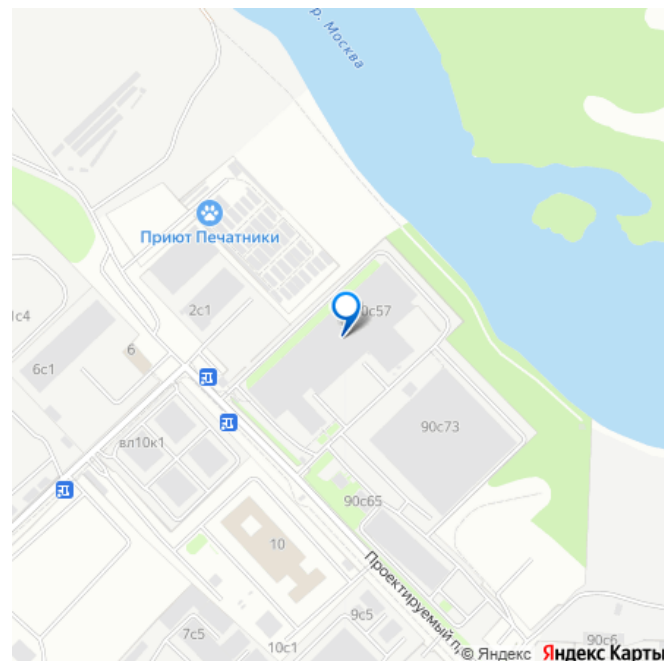 р. Москва
Приют Печатники
2с1
0с57
1с4
6
6с1
90с73
вл10к1
90с65
10
Проектируемый п
9с5
7с5
10с1
90с6
© Яндекс Яндекс Карты